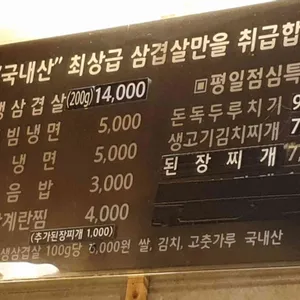 "국내산" 최상급 삼겹살만을 취급합
생삼겹살(200g) 14,000
빔냉면 5,000
냉면 5,000
음밥 3,000
계란찜 4,000
(추가된장찌개 1,000)
▣평일점심특
돈독두루치기
생고기김치찌개 7
된장찌개 7
생삼겹살 100g당 6,000원 쌀, 김치, 고춧가루 국내산